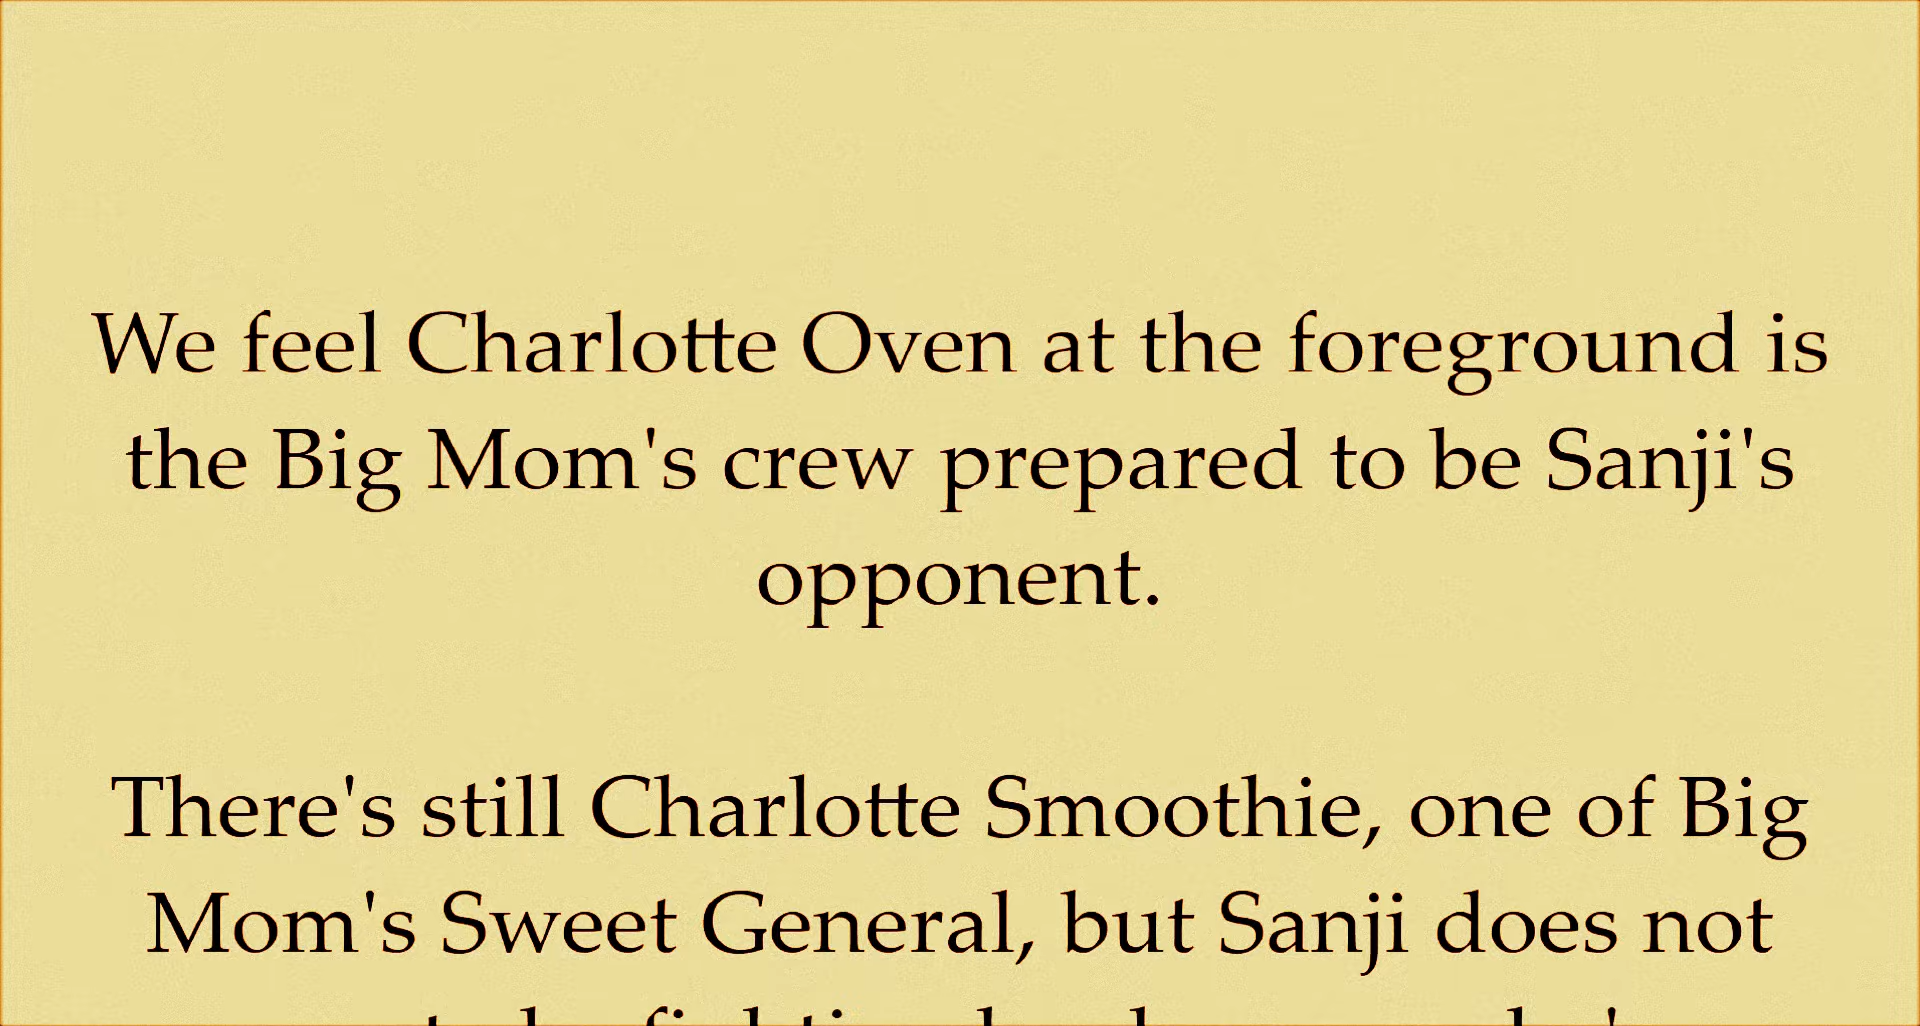 We feel Charlotte Oven at the foreground is
the Big Mom's crew prepared to be Sanji's
opponent.
There's still Charlotte Smoothie, one of Big
Mom's Sweet General, but Sanji does not